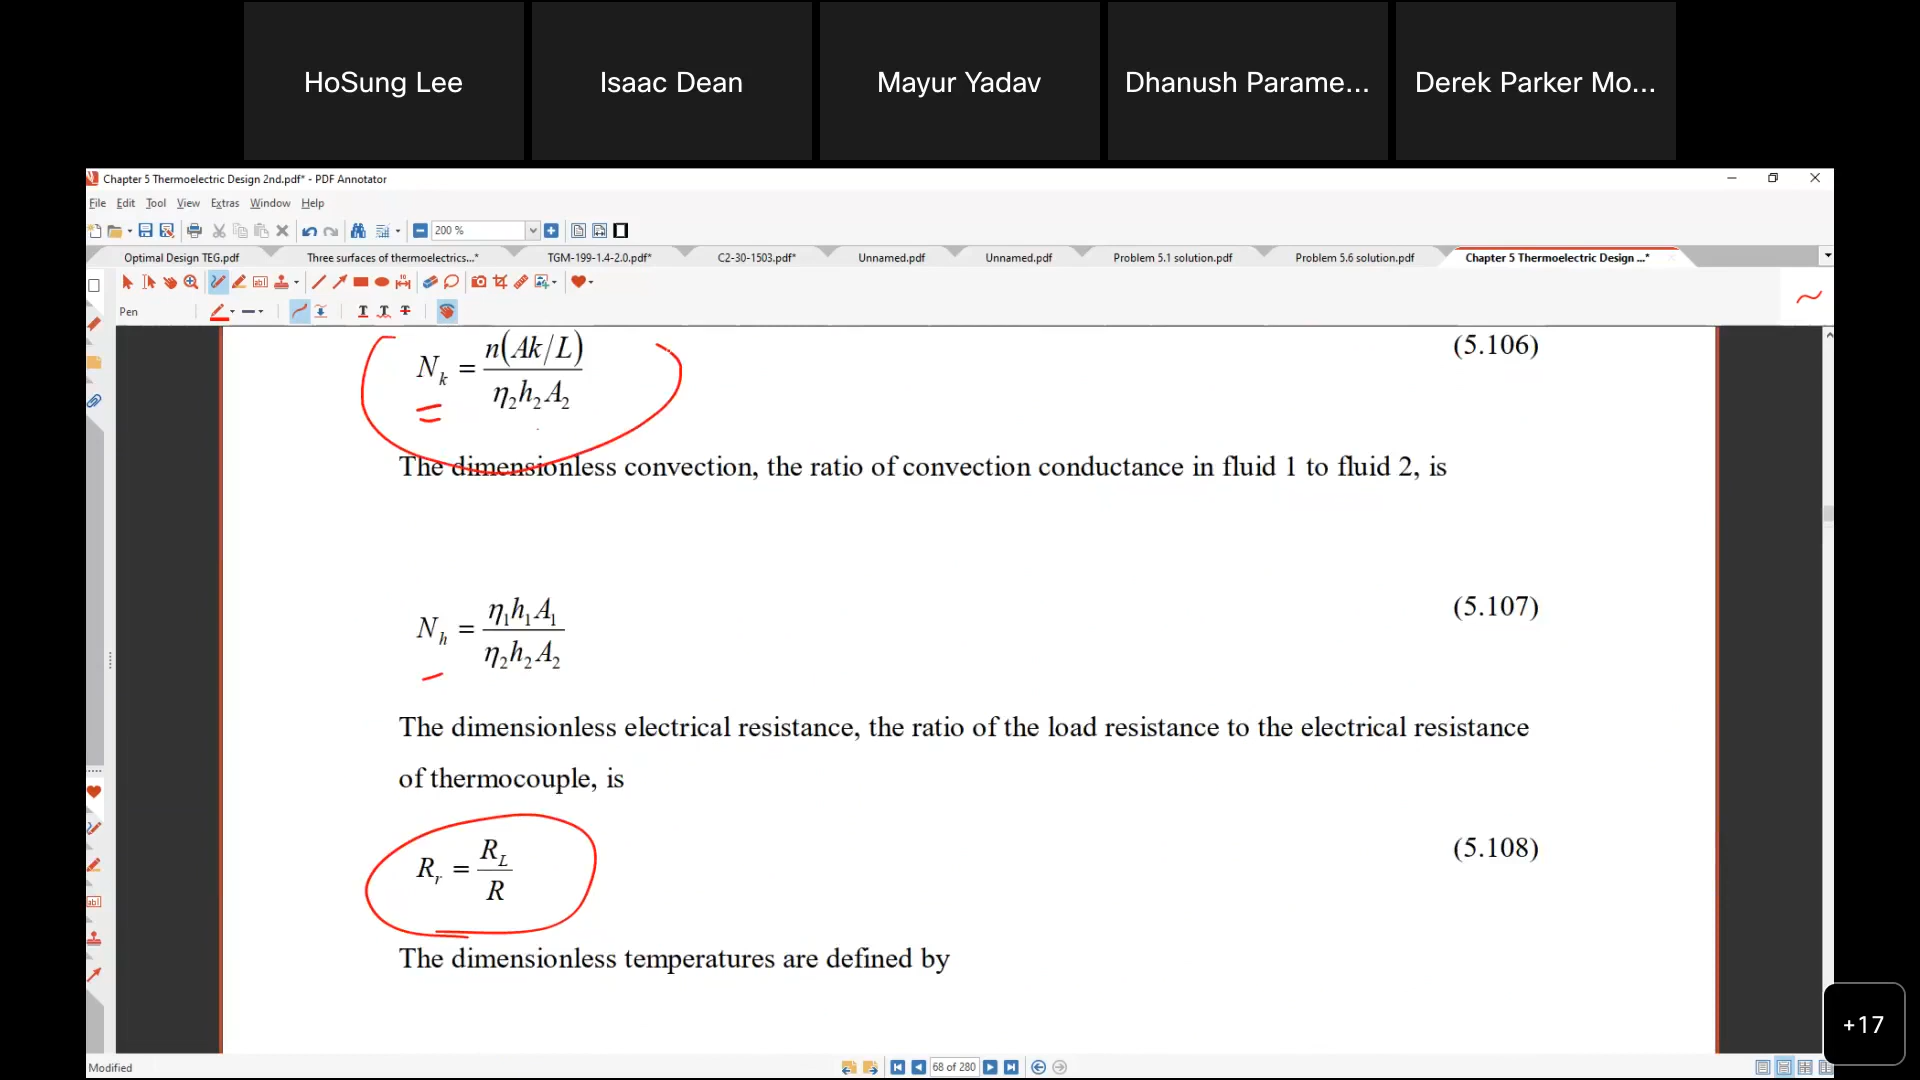 HoSung Lee
Isaac Dean
Mayur Yadav
Dhanush Parame...
Derek Parker Mo...
Chapter 5 Thermoelectric Design 2nd.pdf* - PDF Annotator
File Edit Tool View Extras Window Help
200 %
Optimal Design TEG.pdf
Three surfaces of thermoelectrics...*
TGM-199-1.4-2.0.pdf*
C2-30-1503.pdf*
Unnamed.pdf
Unnamed.pdf
Problem 5.1 solution.pdf
Problem 5.6 solution.pdf
Chapter 5 Thermoelectric Design ...*
Pen
N_k = n(Ak/L) / η₂h₂A₂ (5.106)
The dimensionless convection, the ratio of convection conductance in fluid 1 to fluid 2, is
N_h = η₁h₁A₁ / η₂h₂A₂ (5.107)
The dimensionless electrical resistance, the ratio of the load resistance to the electrical resistance
of thermocouple, is
R_r = R_L / R (5.108)
The dimensionless temperatures are defined by
+17
Modified
68 of 280